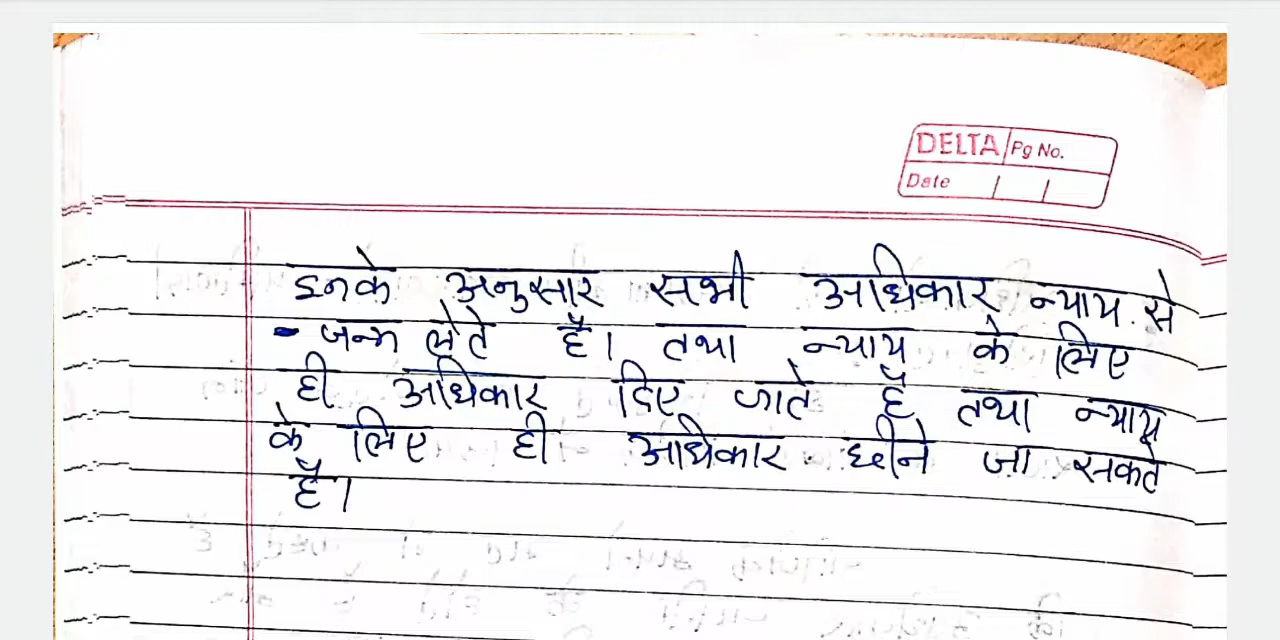 DELTA Pg No.
Date
इनके अनुसार सभी अधिकार न्याय से
- जन्म लेते है। तथा न्याय के लिए
ही अधिकार दिए जाते है तथा न्याय
के लिए ही अधिकार छीने जा सकते
है।